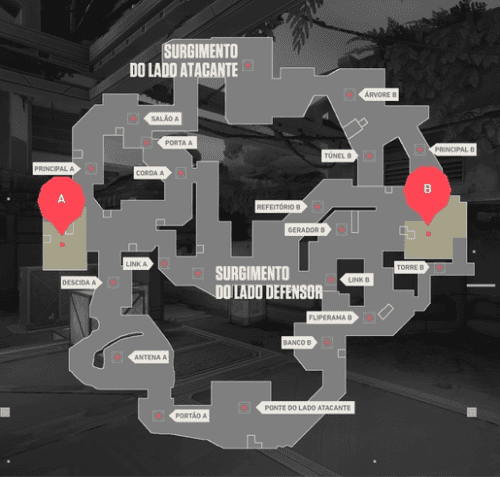 SURGIMENTO
DO LADO ATACANTE
ÁRVORE B
SALÃO A
PORTA A
PRINCIPAL B
TÚNEL B
PRINCIPAL A
CORDA A
A
B
REFEITÓRIO B
GERADOR B
LINK A
SURGIMENTO
DO LADO DEFENSOR
TORRE B
DESCIDA A
LINK B
FLIPERAMA B
BANCO B
ANTENA A
PORTÃO A
PONTE DO LADO ATACANTE